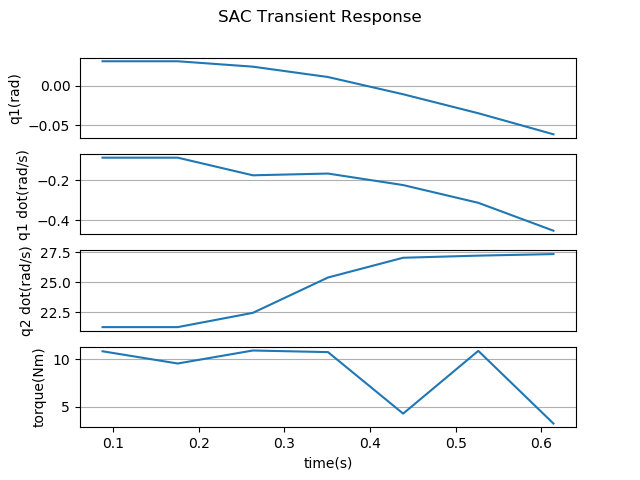 SAC Transient Response
q1(rad)
0.00
−0.05
q1 dot(rad/s)
−0.2
−0.4
q2 dot(rad/s)
27.5
25.0
22.5
torque(Nm)
10
5
0.1 0.2 0.3 0.4 0.5 0.6
time(s)